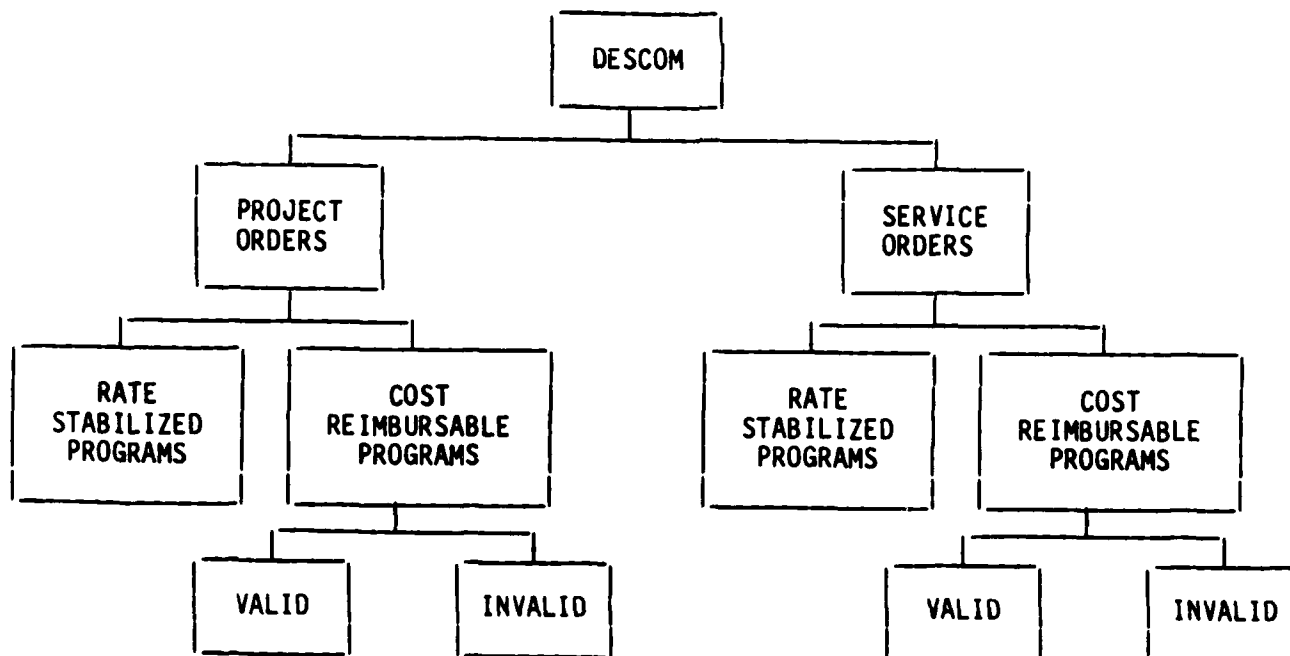 DESCOM
PROJECT
ORDERS
SERVICE
ORDERS
RATE
STABILIZED
PROGRAMS
COST
REIMBURSABLE
PROGRAMS
RATE
STABILIZED
PROGRAMS
COST
REIMBURSABLE
PROGRAMS
VALID
INVALID
VALID
INVALID